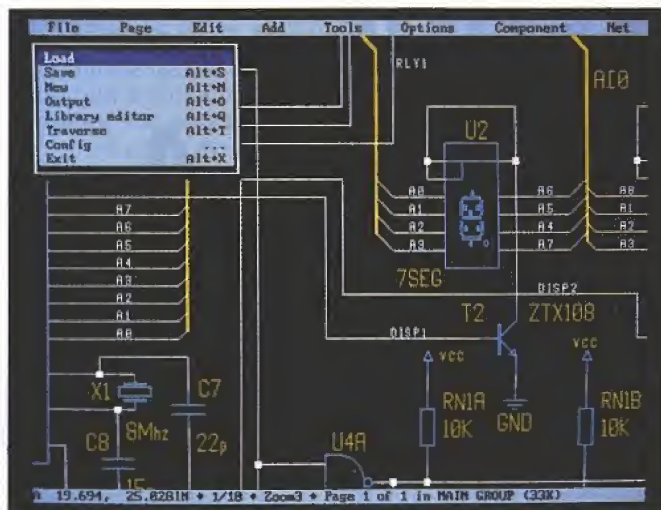 File Page Edit Add Tools Options Component Net
Load
Save Alt+S
New Alt+N
Output Alt+O
Library editor Alt+Q
Traverse Alt+T
Config ...
Exit Alt+X
RLY1
AI0
U2
A0 A6 A0
A1 A5 A1
A2 A4 A2
A3 A7 A3
7SEG
A7
A6
A5
A4
A3
A2
A1
A0
DISP2
T2 ZTX108
DISP1
vcc vcc
X1 C7
8Mhz
22p
C8
15p
RN1A
10K
GND
RN1B
10K
U4A
19.694, 25.0281N + 1/10 + Zoom3 + Page 1 of 1 in MAIN GROUP (33K)